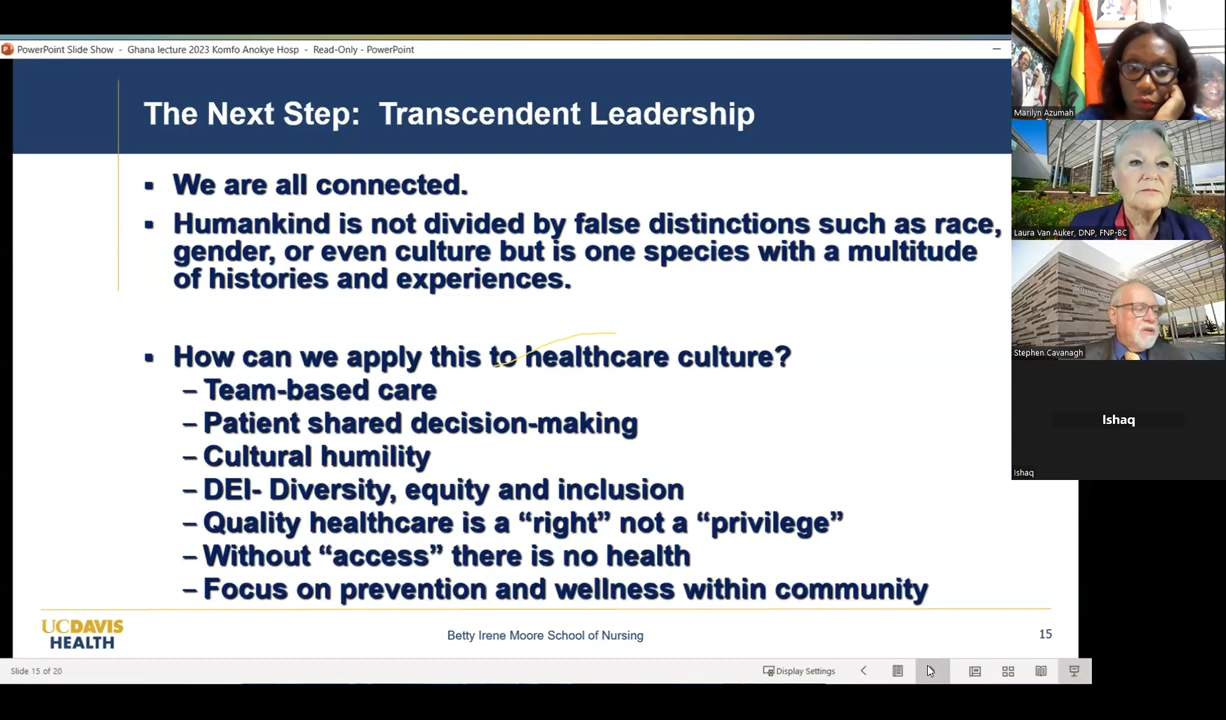 PowerPoint Slide Show - Ghana lecture 2023 Komfo Anokye Hosp - Read-Only - PowerPoint
The Next Step: Transcendent Leadership
▪ We are all connected.
▪ Humankind is not divided by false distinctions such as race,
gender, or even culture but is one species with a multitude
of histories and experiences.
▪ How can we apply this to healthcare culture?
– Team-based care
– Patient shared decision-making
– Cultural humility
– DEI- Diversity, equity and inclusion
– Quality healthcare is a “right” not a “privilege”
– Without “access” there is no health
– Focus on prevention and wellness within community
UCDAVIS
HEALTH
Betty Irene Moore School of Nursing
15
Slide 15 of 20
Display Settings
Marilyn Azumah
Laura Van Auker, DNP, FNP-BC
Stephen Cavanagh
Ishaq
Ishaq